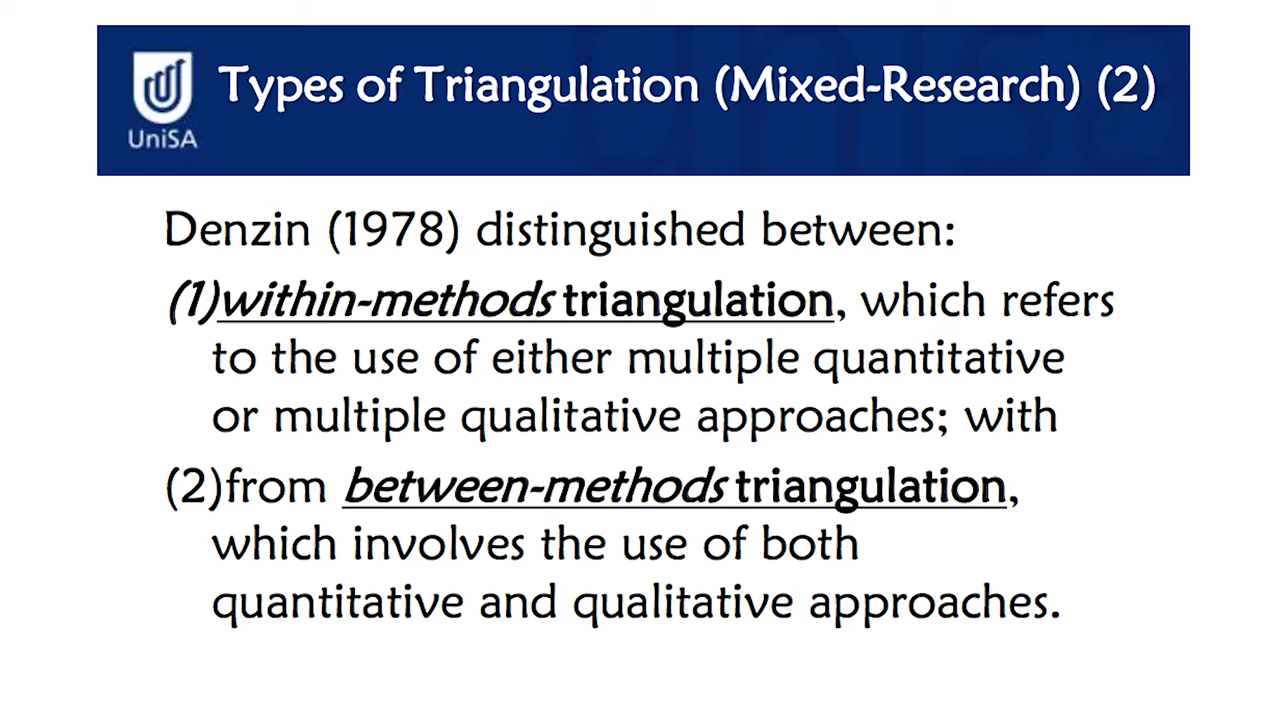 Types of Triangulation (Mixed-Research) (2)
UniSA
Denzin (1978) distinguished between:
(1)within-methods triangulation, which refers
to the use of either multiple quantitative
or multiple qualitative approaches; with
(2)from between-methods triangulation,
which involves the use of both
quantitative and qualitative approaches.